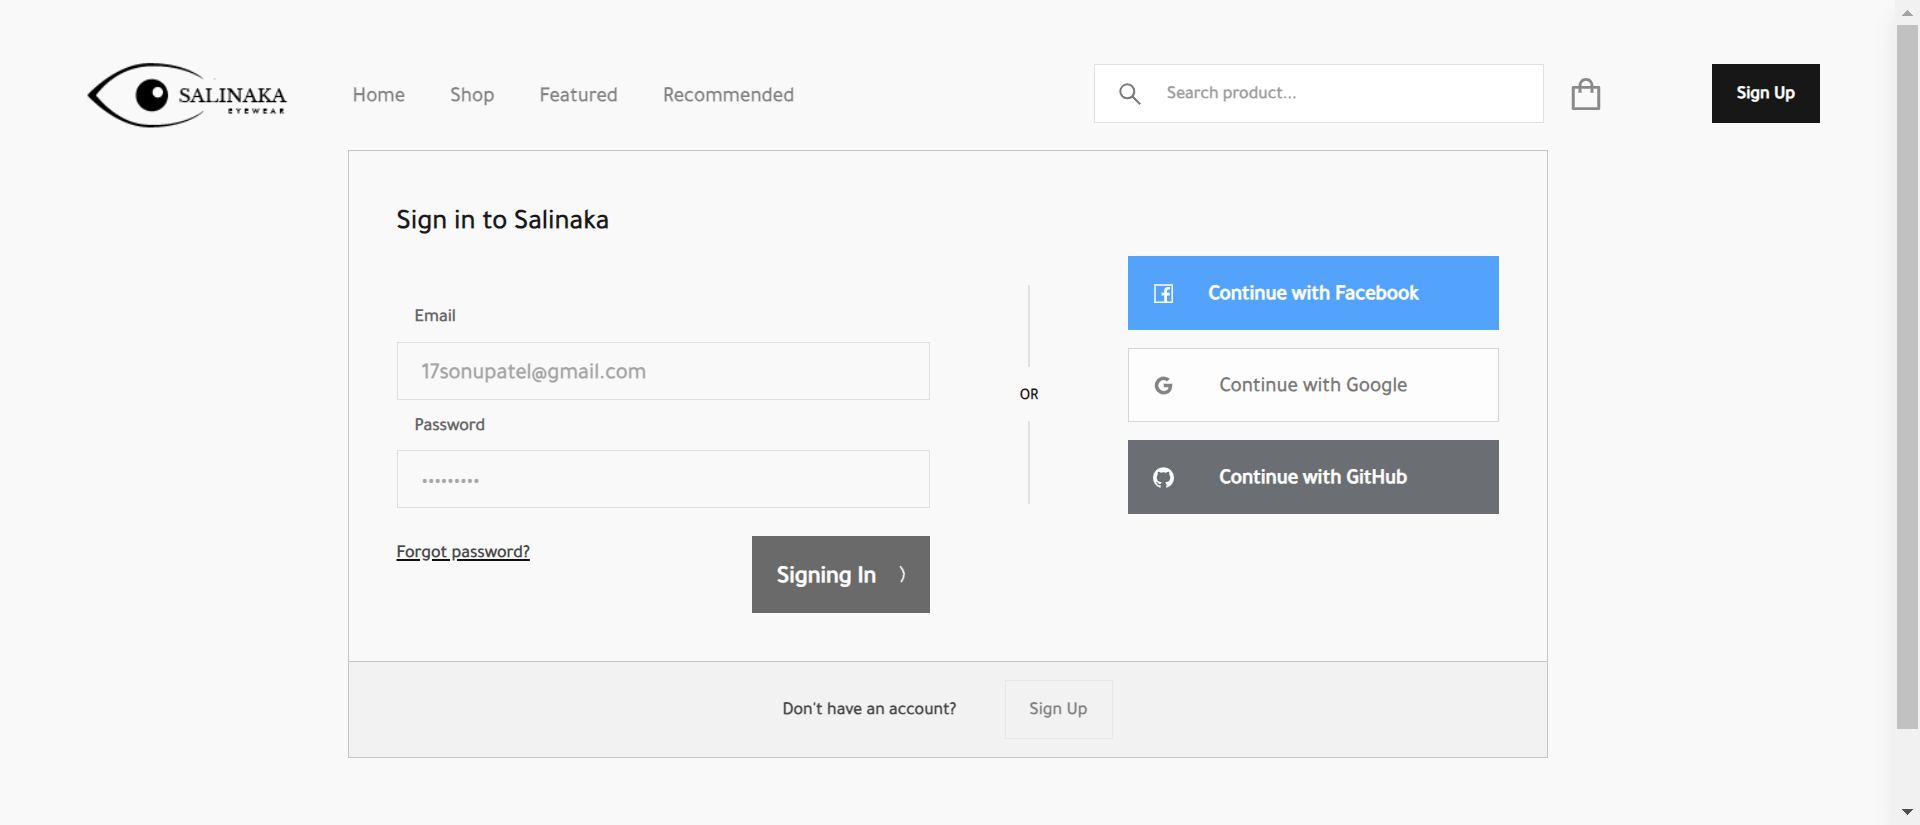 SALINAKA
EYEWEAR
Home
Shop
Featured
Recommended
Search product...
Sign Up
Sign in to Salinaka
Email
17sonupatel@gmail.com
Password
•••••••••
Forgot password?
Signing In
OR
Continue with Facebook
Continue with Google
Continue with GitHub
Don't have an account?
Sign Up